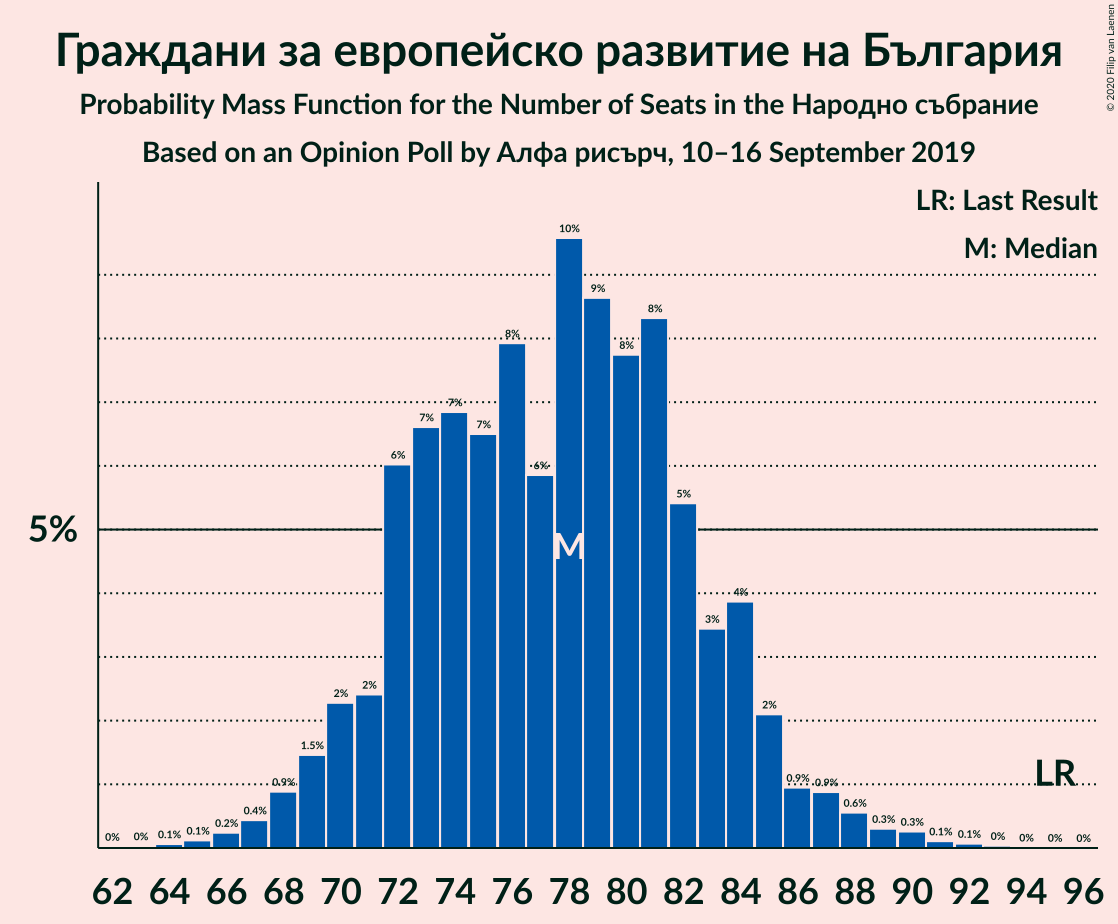 Граждани за европейско развитие на България
Probability Mass Function for the Number of Seats in the Народно събрание
Based on an Opinion Poll by Алфа рисърч, 10–16 September 2019
© 2020 Filip van Laenen
LR: Last Result
M: Median
5%
0% 0% 0.1% 0.1% 0.2% 0.4% 0.9% 1.5% 2% 2% 6% 7% 7% 7% 8% 6% 10% 9% 8% 8% 5% 3% 4% 2% 0.9% 0.9% 0.6% 0.3% 0.3% 0.1% 0.1% 0% 0% 0% 0%
M
LR
62 64 66 68 70 72 74 76 78 80 82 84 86 88 90 92 94 96